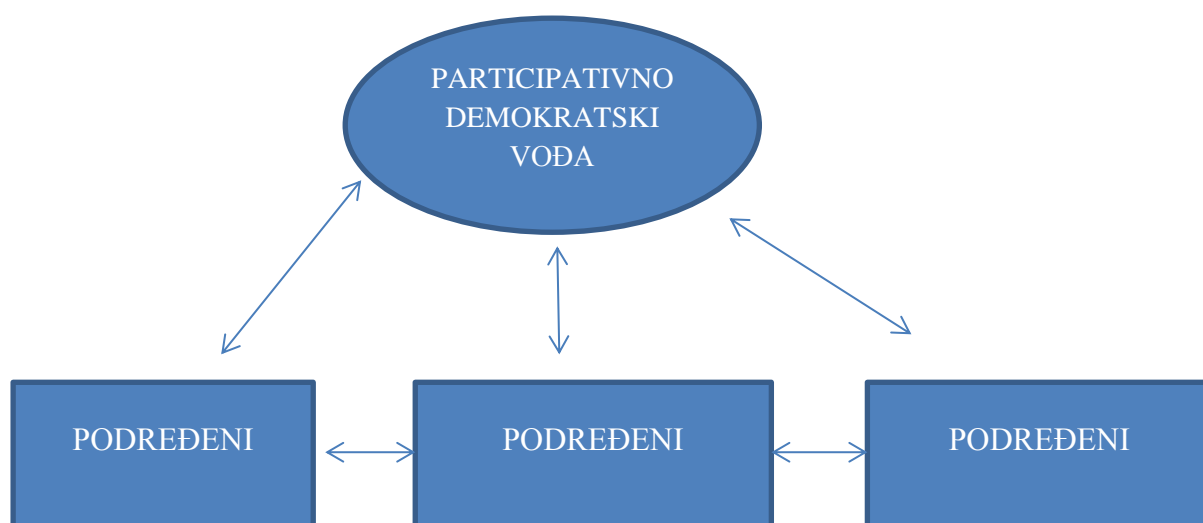 PARTICIPATIVNO
DEMOKRATSKI
VOĐA
PODREĐENI
PODREĐENI
PODREĐENI